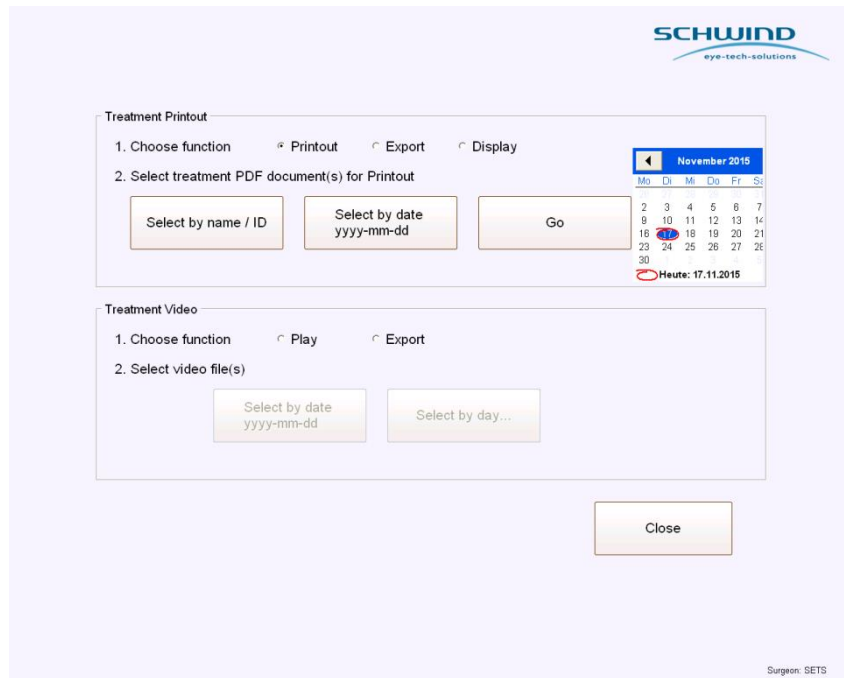 SCHWIND
eye-tech-solutions
Treatment Printout
1. Choose function Printout Export Display
2. Select treatment PDF document(s) for Printout
Select by name / ID
Select by date
yyyy-mm-dd
Go
November 2015
Mo Di Mi Do Fr Sa
2 3 4 5 6 7
9 10 11 12 13 14
16 17 18 19 20 21
23 24 25 26 27 28
30
Heute: 17.11.2015
Treatment Video
1. Choose function Play Export
2. Select video file(s)
Select by date
yyyy-mm-dd
Select by day...
Close
Surgeon: SETS